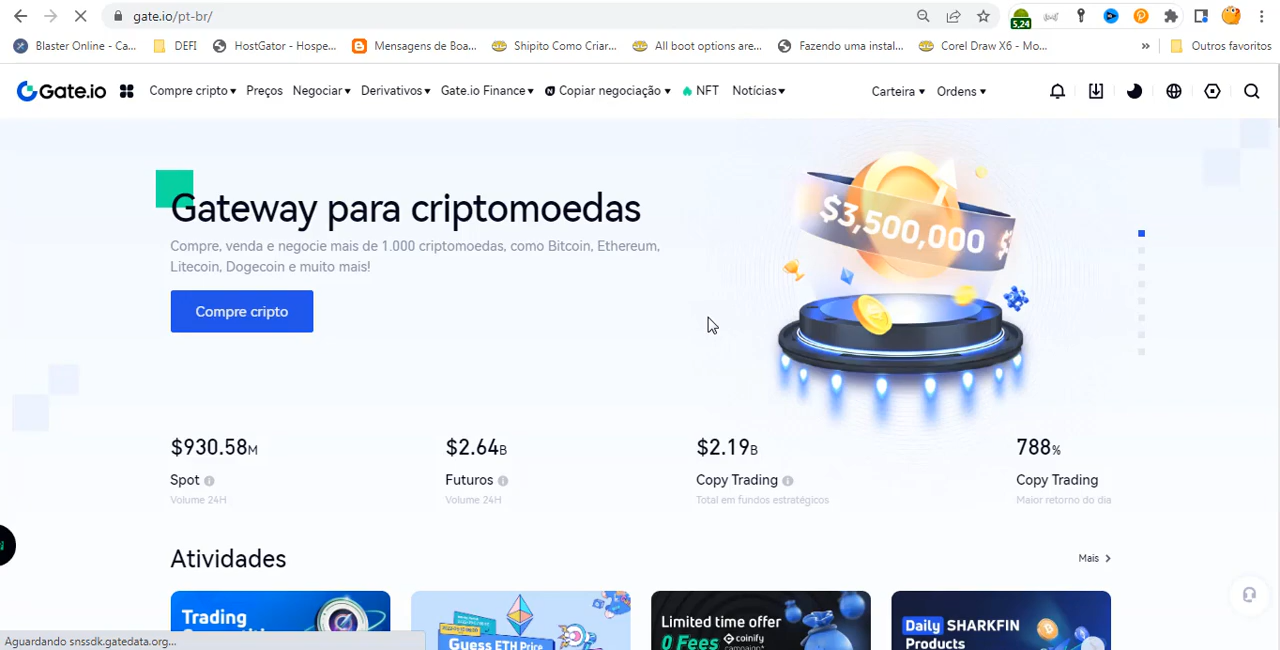 gate.io/pt-br/
5,24
Blaster Online - Ca...
DEFI
HostGator - Hospe...
Mensagens de Boa...
Shipito Como Criar...
All boot options are...
Fazendo uma instal...
Corel Draw X6 - Mo...
»
Outros favoritos
Gate.io
Compre cripto
Preços
Negociar
Derivativos
Gate.io Finance
Copiar negociação
NFT
Notícias
Carteira
Ordens
Gateway para criptomoedas
Compre, venda e negocie mais de 1.000 criptomoedas, como Bitcoin, Ethereum,
Litecoin, Dogecoin e muito mais!
Compre cripto
$3,500,000
$930.58M
$2.64B
$2.19B
788%
Spot
Futuros
Copy Trading
Copy Trading
Volume 24H
Volume 24H
Total em fundos estratégicos
Maior retorno do dia
Atividades
Mais
Trading
Guess ETH Price
Limited time offer
0 Fees
coinify
campaign*
Daily SHARKFIN
Products
Aguardando snssdk.gatedata.org...